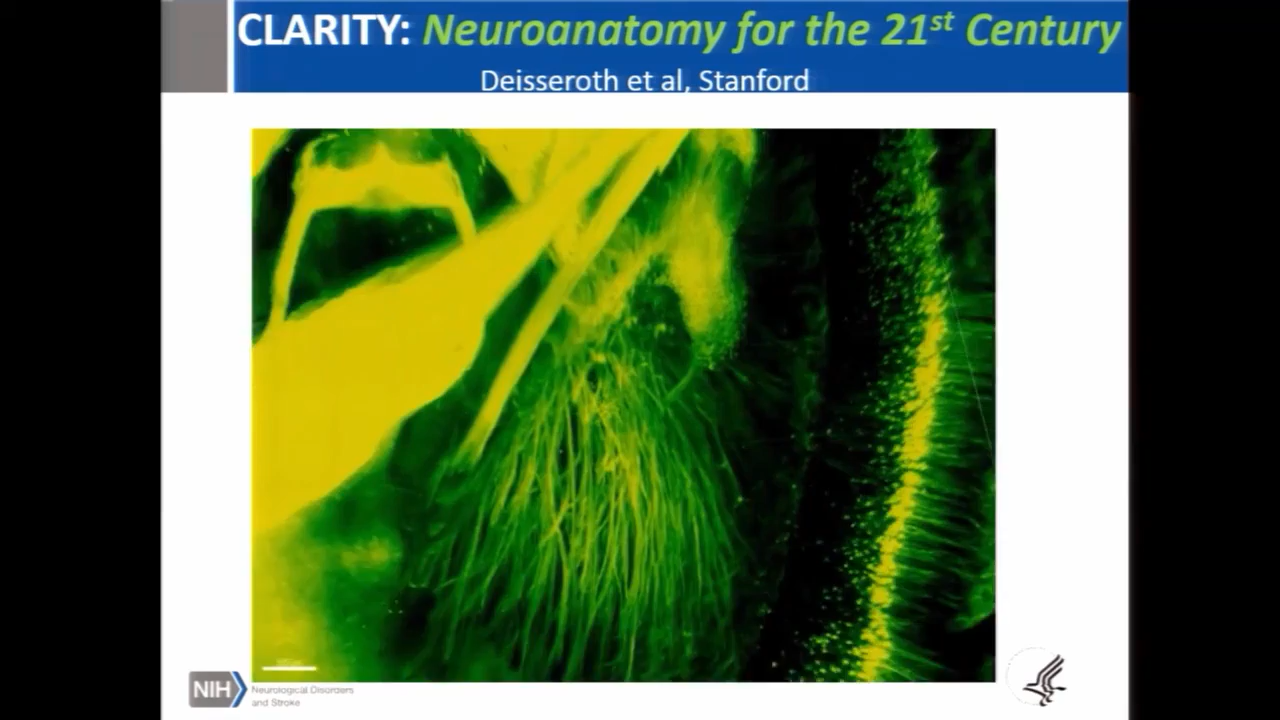 CLARITY: Neuroanatomy for the 21st Century
Deisseroth et al, Stanford
NIH
Neurological Disorders
and Stroke